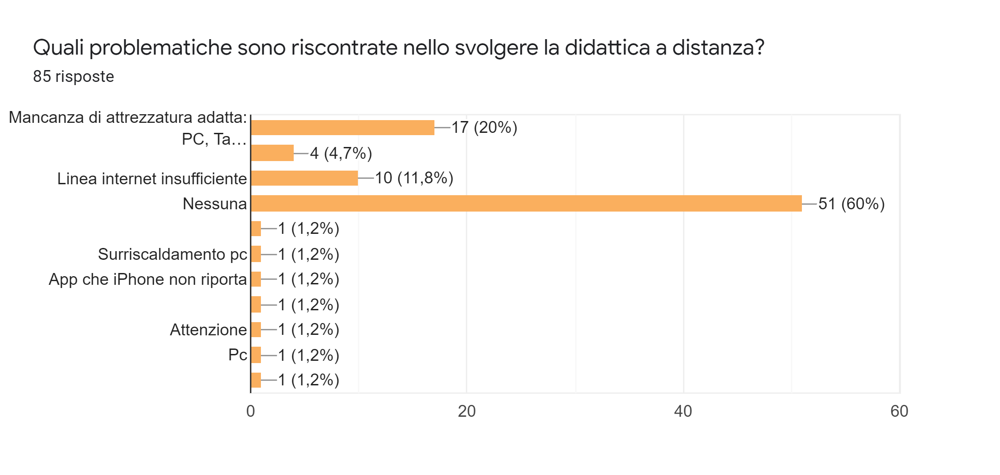 Quali problematiche sono riscontrate nello svolgere la didattica a distanza?
85 risposte
Mancanza di attrezzatura adatta:
PC, Ta…
17 (20%)
4 (4,7%)
Linea internet insufficiente
10 (11,8%)
Nessuna
51 (60%)
1 (1,2%)
Surriscaldamento pc
1 (1,2%)
App che iPhone non riporta
1 (1,2%)
1 (1,2%)
Attenzione
1 (1,2%)
Pc
1 (1,2%)
1 (1,2%)
0
20
40
60